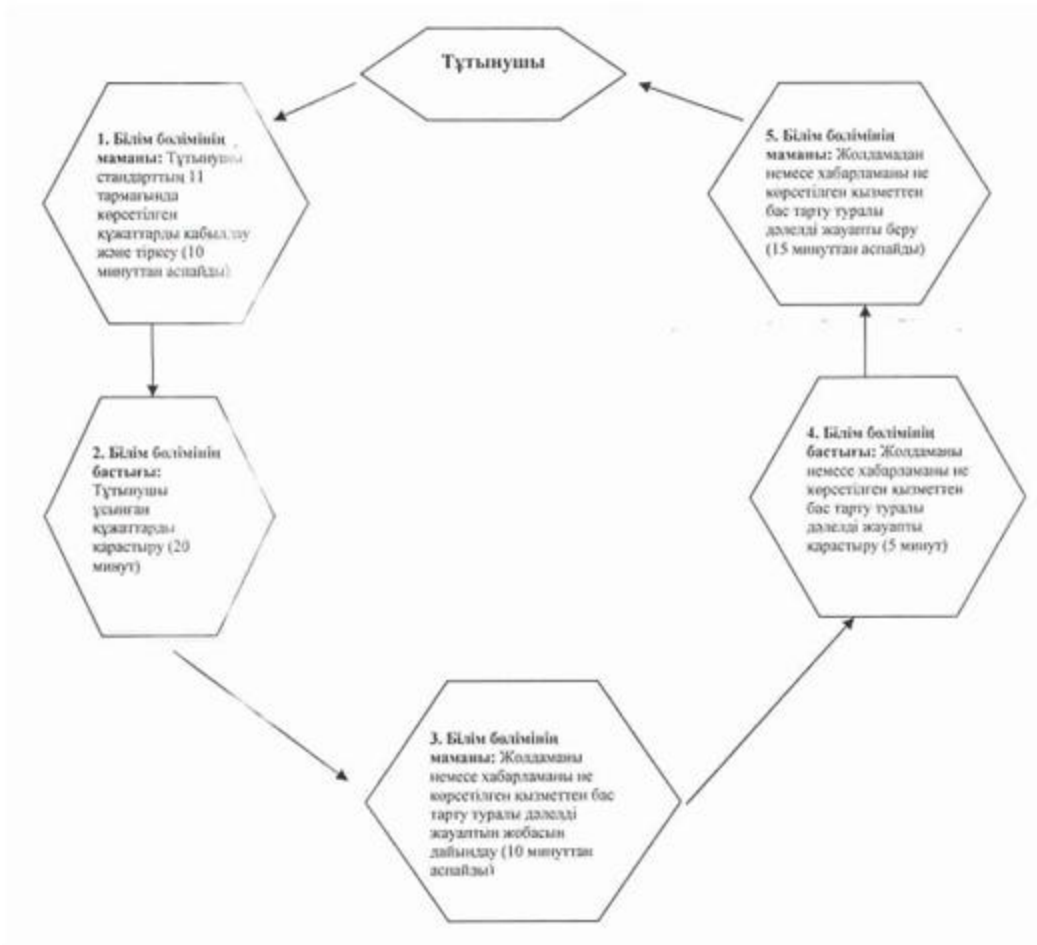 Тұтынушы
1. Білім бөлімінің
маманы: Тұтынушы
стандарттың 11
тармағында
көрсетілген
құжаттарды қабылдау
және тіркеу (10
минуттан аспайды)
2. Білім бөлімінің
бастығы:
Тұтынушы
ұсынған
құжаттарды
қарастыру (20
минут)
3. Білім бөлімінің
маманы: Жолдаманы
немесе хабарламаны не
көрсетілген қызметтен бас
тарту туралы дәлелді
жауаптың жобасын
дайындау (10 минуттан
аспайды)
4. Білім бөлімінің
бастығы: Жолдаманы
немесе хабарламаны не
көрсетілген қызметтен
бас тарту туралы
дәлелді жауапты
қарастыру (5 минут)
5. Білім бөлімінің
маманы: Жолдамадан
немесе хабарламаны не
көрсетілген қызметтен
бас тарту туралы
дәлелді жауапты беру
(15 минуттан аспайды)